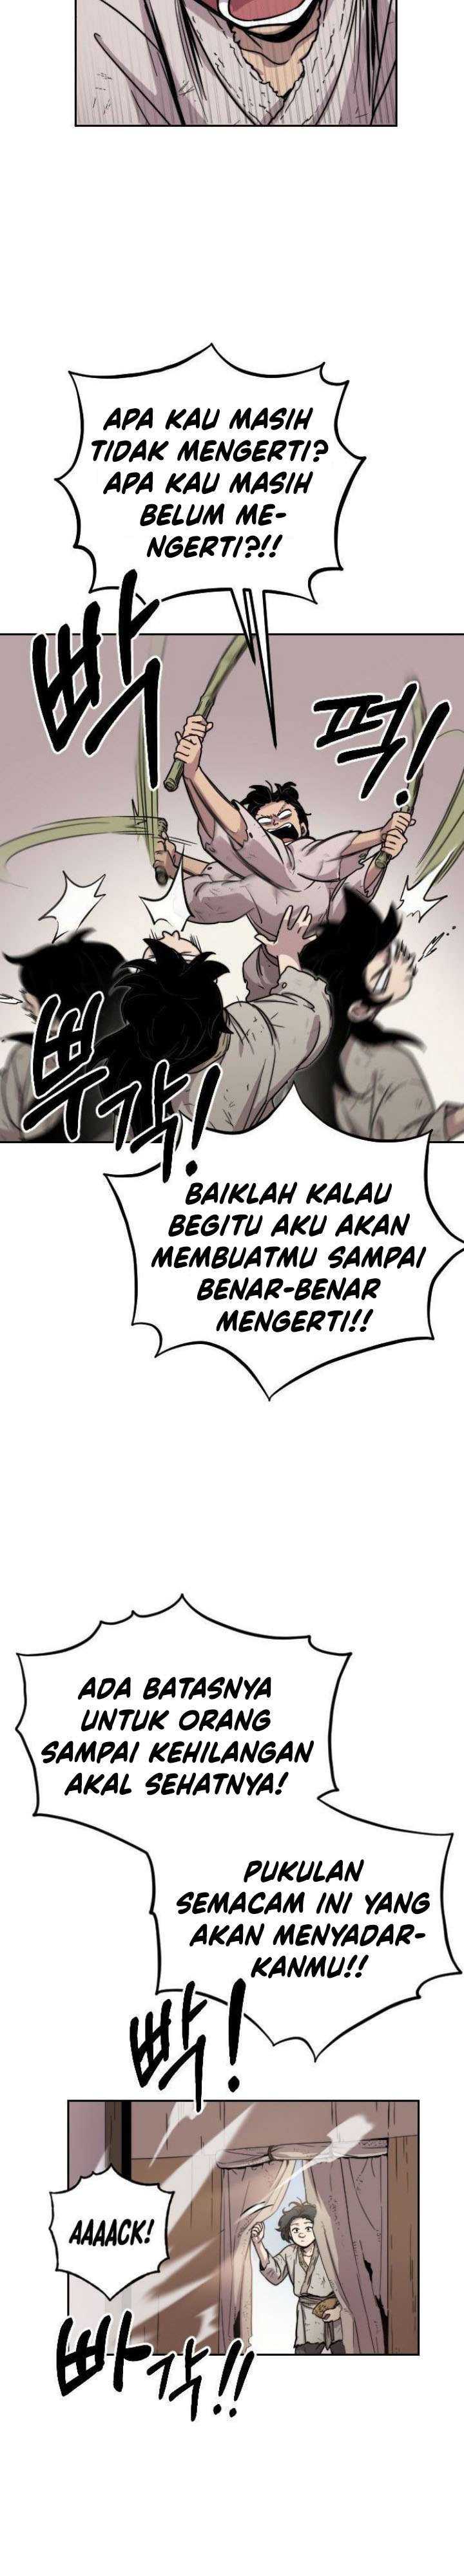 APA KAU MASIH
TIDAK MENGERTI?
APA KAU MASIH
BELUM ME-
NGERTI?!!
빡
퍽!
뿌각!
BAIKLAH KALAU
BEGITU AKU AKAN
MEMBUATMU SAMPAI
BENAR-BENAR
MENGERTI!!
ADA BATASNYA
UNTUK ORANG
SAMPAI KEHILANGAN
AKAL SEHATNYA!
PUKULAN
SEMACAM INI YANG
AKAN MENYADAR-
KANMU!!
빡!
AAAACK!
빠각!!